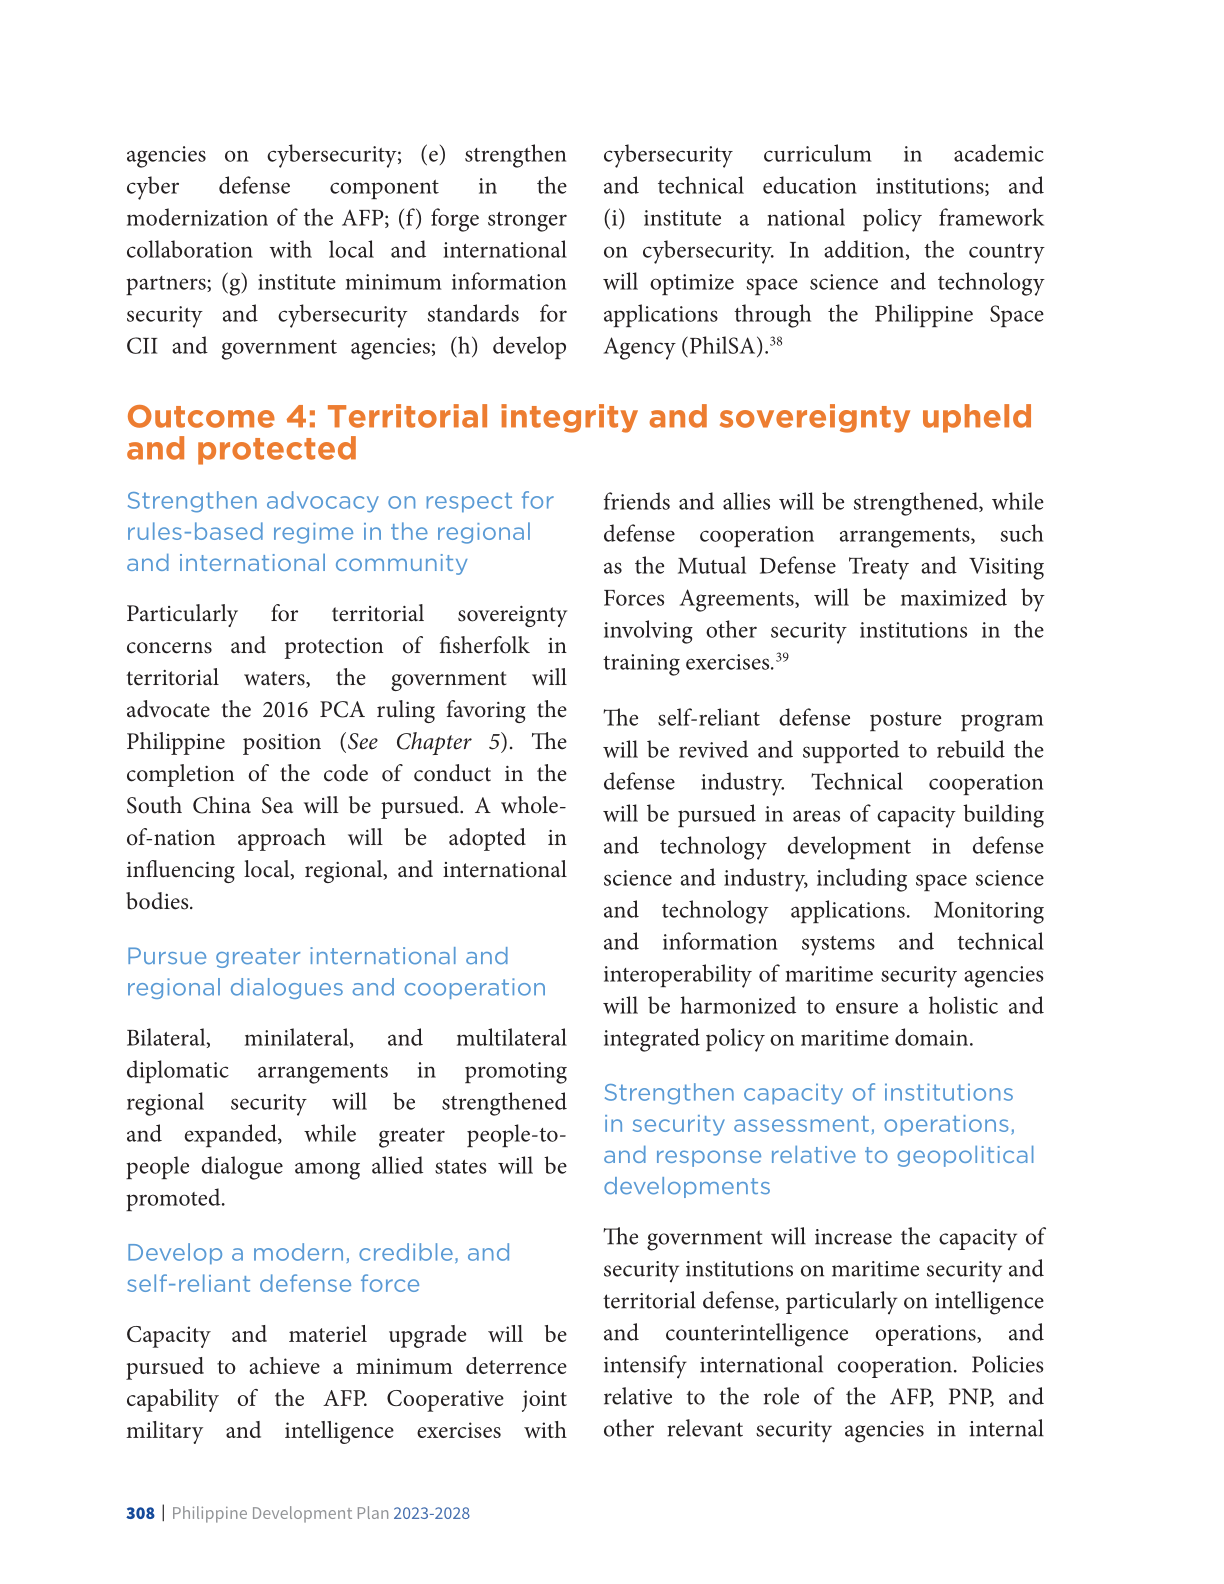 agencies on cybersecurity; (e) strengthen
cyber defense component in the
modernization of the AFP; (f) forge stronger
collaboration with local and international
partners; (g) institute minimum information
security and cybersecurity standards for
CII and government agencies; (h) develop
cybersecurity curriculum in academic
and technical education institutions; and
(i) institute a national policy framework
on cybersecurity. In addition, the country
will optimize space science and technology
applications through the Philippine Space
Agency (PhilSA).38
Outcome 4: Territorial integrity and sovereignty upheld
and protected
Strengthen advocacy on respect for
rules-based regime in the regional
and international community
Particularly for territorial sovereignty
concerns and protection of fisherfolk in
territorial waters, the government will
advocate the 2016 PCA ruling favoring the
Philippine position (See Chapter 5). The
completion of the code of conduct in the
South China Sea will be pursued. A whole-
of-nation approach will be adopted in
influencing local, regional, and international
bodies.
Pursue greater international and
regional dialogues and cooperation
Bilateral, minilateral, and multilateral
diplomatic arrangements in promoting
regional security will be strengthened
and expanded, while greater people-to-
people dialogue among allied states will be
promoted.
Develop a modern, credible, and
self-reliant defense force
Capacity and materiel upgrade will be
pursued to achieve a minimum deterrence
capability of the AFP. Cooperative joint
military and intelligence exercises with
friends and allies will be strengthened, while
defense cooperation arrangements, such
as the Mutual Defense Treaty and Visiting
Forces Agreements, will be maximized by
involving other security institutions in the
training exercises.39
The self-reliant defense posture program
will be revived and supported to rebuild the
defense industry. Technical cooperation
will be pursued in areas of capacity building
and technology development in defense
science and industry, including space science
and technology applications. Monitoring
and information systems and technical
interoperability of maritime security agencies
will be harmonized to ensure a holistic and
integrated policy on maritime domain.
Strengthen capacity of institutions
in security assessment, operations,
and response relative to geopolitical
developments
The government will increase the capacity of
security institutions on maritime security and
territorial defense, particularly on intelligence
and counterintelligence operations, and
intensify international cooperation. Policies
relative to the role of the AFP, PNP, and
other relevant security agencies in internal
308 | Philippine Development Plan 2023-2028